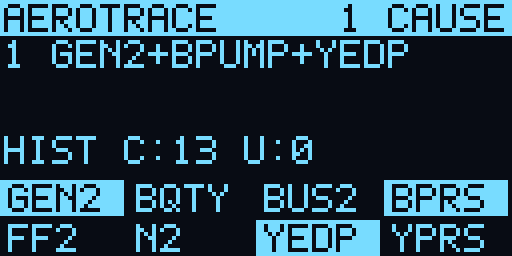 AEROTRACE 1 CAUSE
1 GEN2+BPUMP+YEDP
HIST C:13 U:0
GEN2 BQTY BUS2 BPRS
FF2 N2 YEDP YPRS